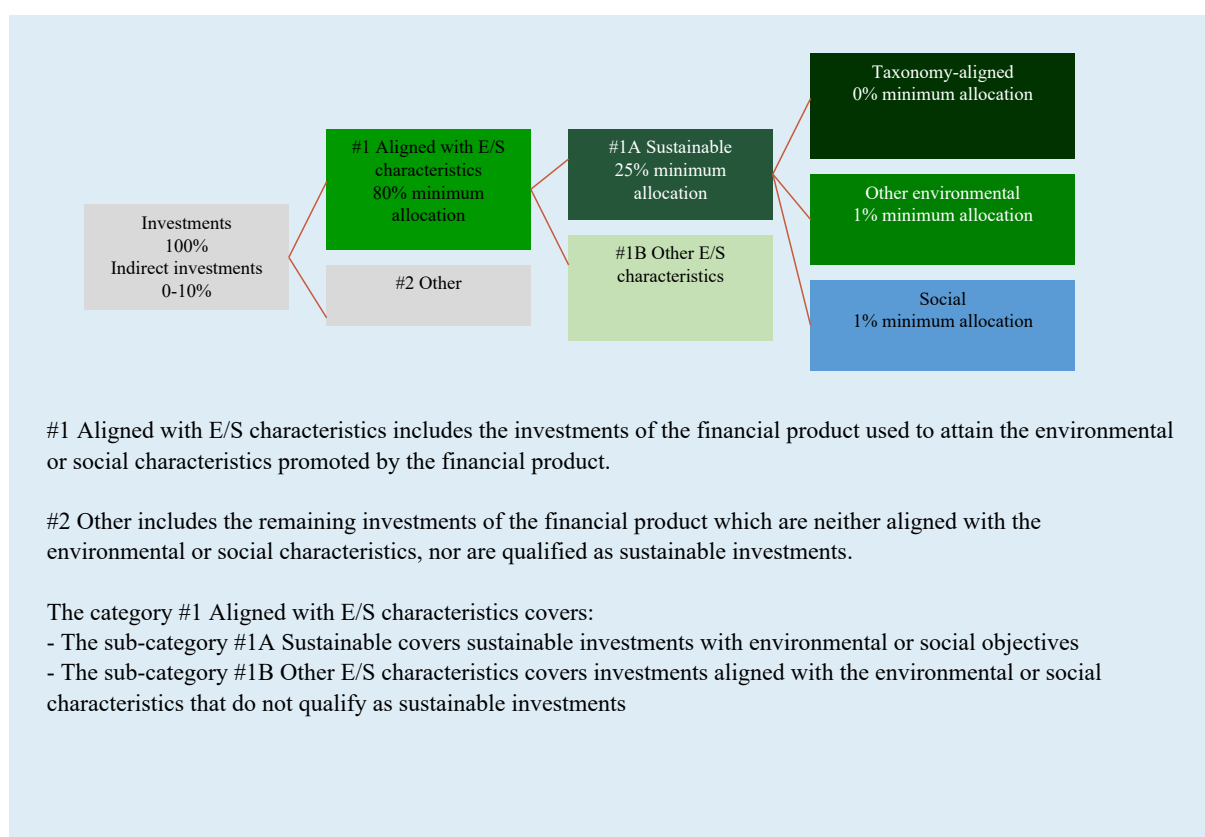 Investments
100%
Indirect investments
0-10%
#1 Aligned with E/S
characteristics
80% minimum
allocation
#2 Other
#1A Sustainable
25% minimum
allocation
#1B Other E/S
characteristics
Taxonomy-aligned
0% minimum allocation
Other environmental
1% minimum allocation
Social
1% minimum allocation
#1 Aligned with E/S characteristics includes the investments of the financial product used to attain the environmental
or social characteristics promoted by the financial product.
#2 Other includes the remaining investments of the financial product which are neither aligned with the
environmental or social characteristics, nor are qualified as sustainable investments.
The category #1 Aligned with E/S characteristics covers:
- The sub-category #1A Sustainable covers sustainable investments with environmental or social objectives
- The sub-category #1B Other E/S characteristics covers investments aligned with the environmental or social
characteristics that do not qualify as sustainable investments